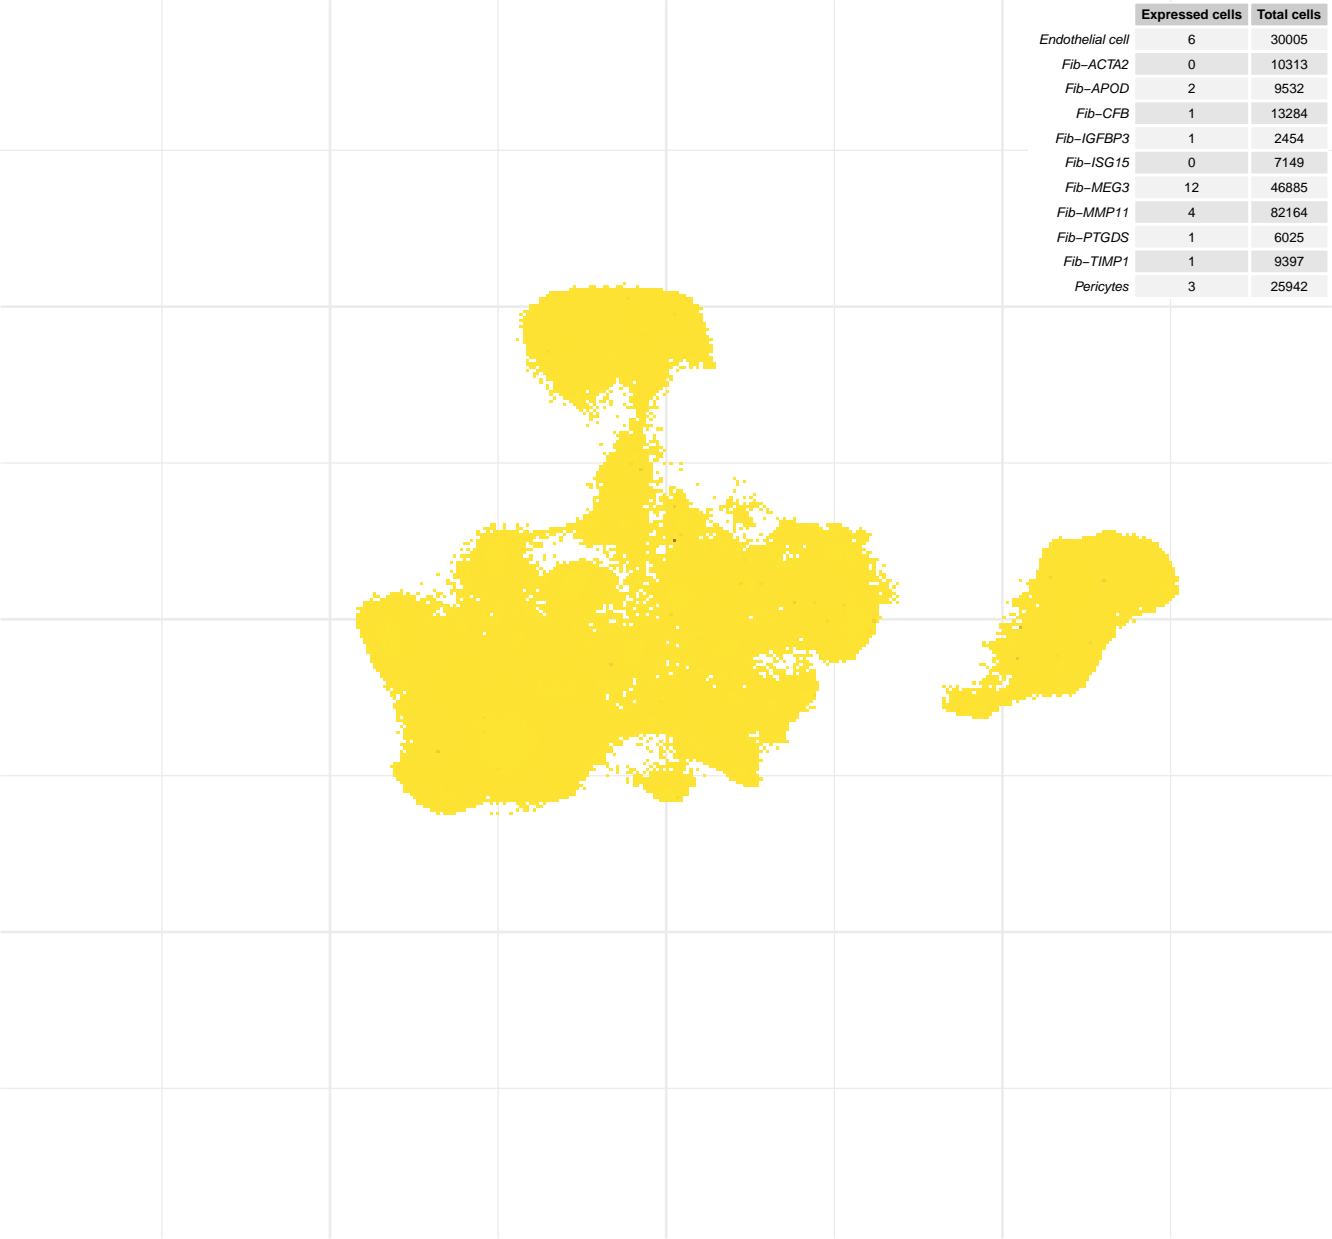 Expressed cells Total cells
Endothelial cell 6 30005
Fib−ACTA2 0 10313
Fib−APOD 2 9532
Fib−CFB 1 13284
Fib−IGFBP3 1 2454
Fib−ISG15 0 7149
Fib−MEG3 12 46885
Fib−MMP11 4 82164
Fib−PTGDS 1 6025
Fib−TIMP1 1 9397
Pericytes 3 25942